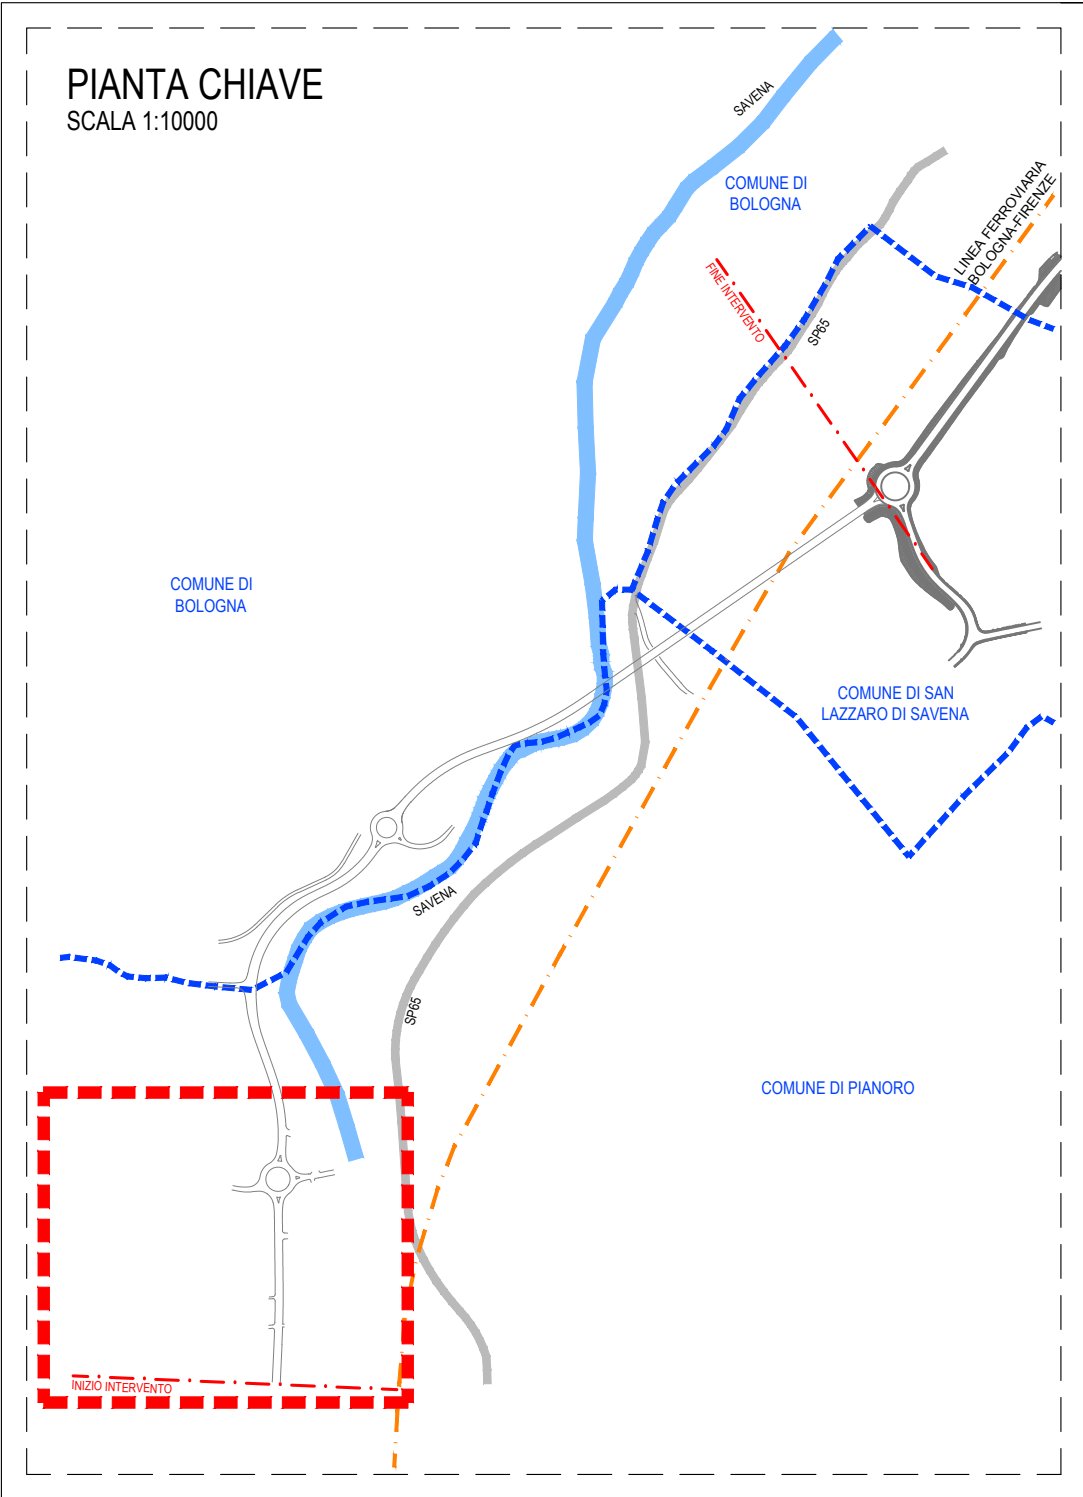 PIANTA CHIAVE
SCALA 1:10000
SAVENA
COMUNE DI
BOLOGNA
LINEA FERROVIARIA
BOLOGNA-FIRENZE
FINE INTERVENTO
SP65
COMUNE DI
BOLOGNA
COMUNE DI SAN
LAZZARO DI SAVENA
SAVENA
SP65
COMUNE DI PIANORO
INIZIO INTERVENTO